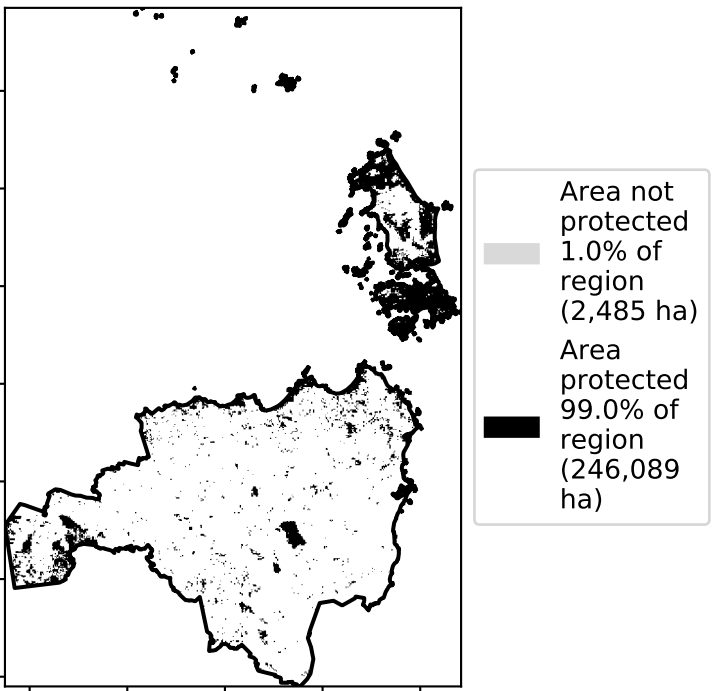 Area not
protected
1.0% of
region
(2,485 ha)
Area
protected
99.0% of
region
(246,089
ha)